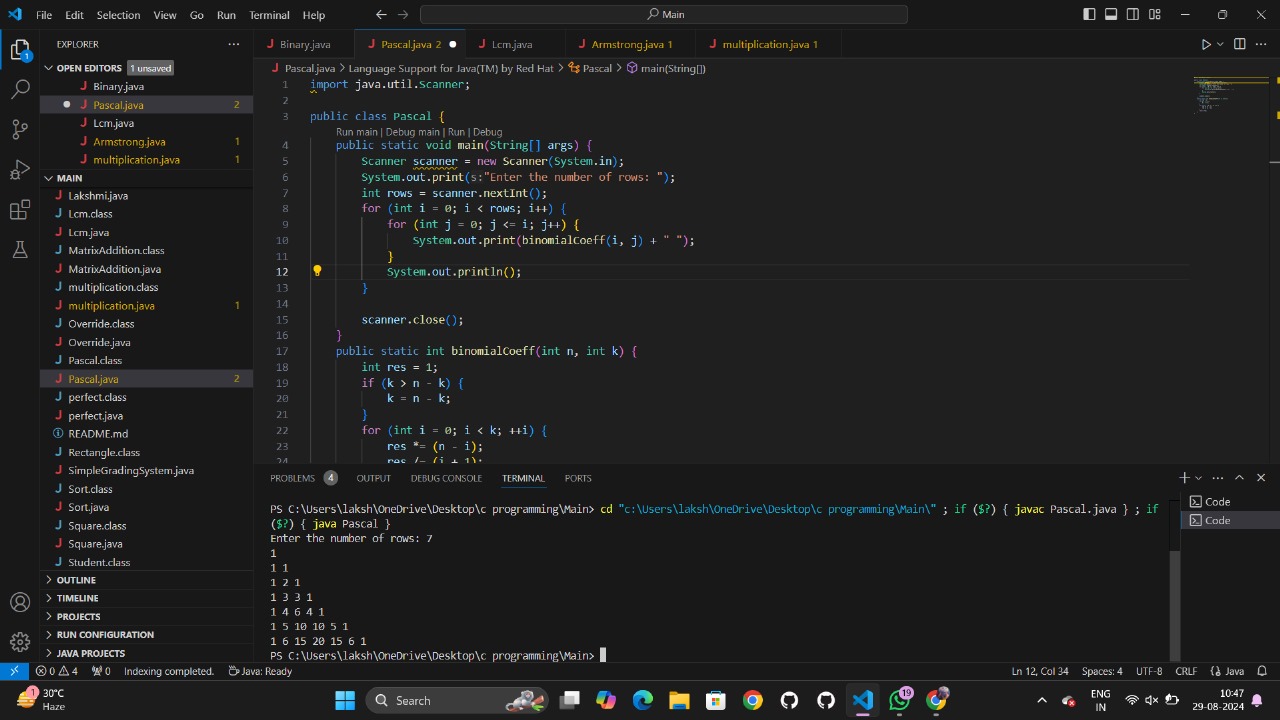 File Edit Selection View Go Run Terminal Help
Main
EXPLORER
OPEN EDITORS 1 unsaved
Binary.java
Pascal.java 2
Lcm.java
Armstrong.java 1
multiplication.java 1
MAIN
Lakshmi.java
Lcm.class
Lcm.java
MatrixAddition.class
MatrixAddition.java
multiplication.class
multiplication.java 1
Override.class
Override.java
Pascal.class
Pascal.java 2
perfect.class
perfect.java
README.md
Rectangle.class
SimpleGradingSystem.java
Sort.class
Sort.java
Square.class
Square.java
Student.class
OUTLINE
TIMELINE
PROJECTS
RUN CONFIGURATION
JAVA PROJECTS
1
Binary.java Pascal.java 2 Lcm.java Armstrong.java 1 multiplication.java 1
Pascal.java > Language Support for Java(TM) by Red Hat > Pascal > main(String[])
1 import java.util.Scanner;
2
3 public class Pascal {
Run main | Debug main | Run | Debug
4 public static void main(String[] args) {
5 Scanner scanner = new Scanner(System.in);
6 System.out.print(s:"Enter the number of rows: ");
7 int rows = scanner.nextInt();
8 for (int i = 0; i < rows; i++) {
9 for (int j = 0; j <= i; j++) {
10 System.out.print(binomialCoeff(i, j) + " ");
11 }
12 System.out.println();
13 }
14
15 scanner.close();
16 }
17 public static int binomialCoeff(int n, int k) {
18 int res = 1;
19 if (k > n - k) {
20 k = n - k;
21 }
22 for (int i = 0; i < k; ++i) {
23 res *= (n - i);
24 res /= (i + 1);
PROBLEMS 4 OUTPUT DEBUG CONSOLE TERMINAL PORTS
PS C:\Users\laksh\OneDrive\Desktop\c programming\Main> cd "c:\Users\laksh\OneDrive\Desktop\c programming\Main\" ; if ($?) { javac Pascal.java } ; if
($?) { java Pascal }
Enter the number of rows: 7
1
1 1
1 2 1
1 3 3 1
1 4 6 4 1
1 5 10 10 5 1
1 6 15 20 15 6 1
PS C:\Users\laksh\OneDrive\Desktop\c programming\Main>
Code
Code
0 4 0 Indexing completed. Java: Ready
Ln 12, Col 34 Spaces: 4 UTF-8 CRLF {} Java
1
30°C
Haze
Search
19
ENG
IN
10:47
29-08-2024